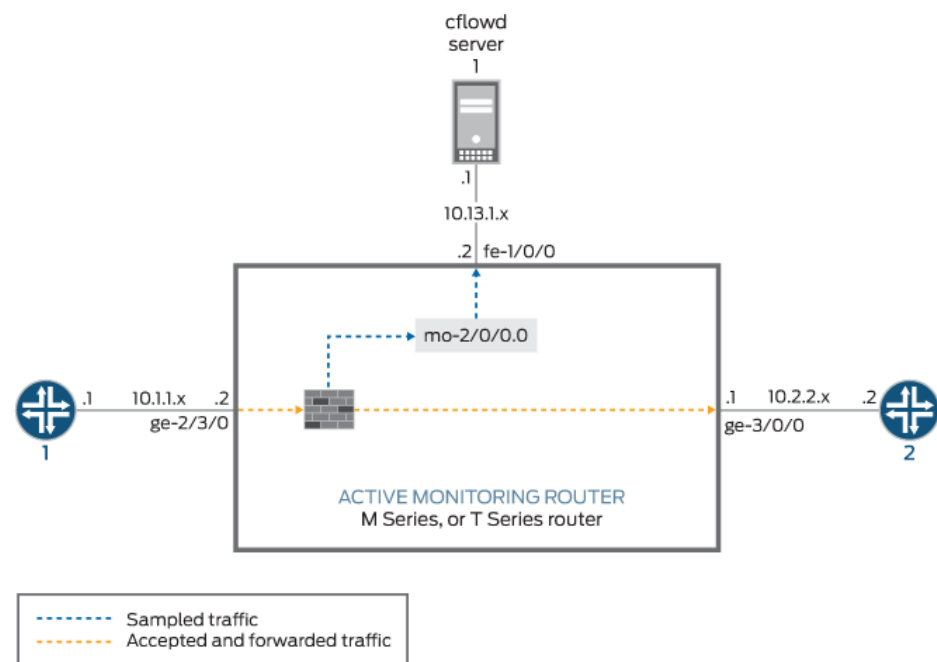 cflowd
server
1
.1
10.13.1.x
.2 fe-1/0/0
mo-2/0/0.0
.1 10.1.1.x .2
ge-2/3/0
1
.1 10.2.2.x .2
ge-3/0/0
2
ACTIVE MONITORING ROUTER
M Series, or T Series router
Sampled traffic
Accepted and forwarded traffic